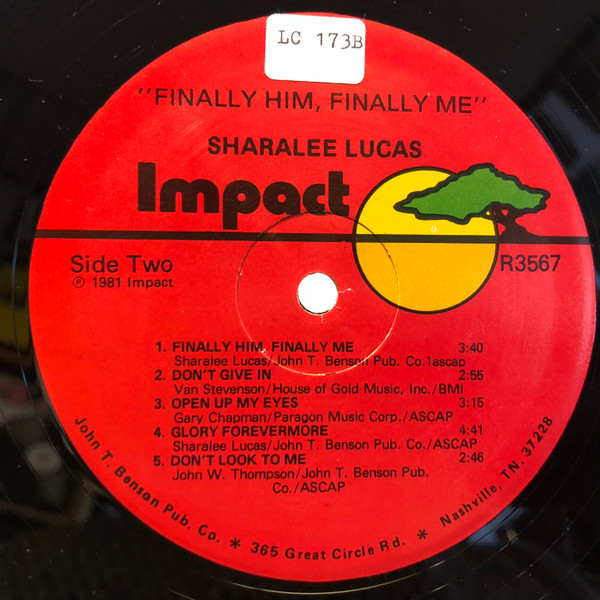 LC 173B
"FINALLY HIM, FINALLY ME"
SHARALEE LUCAS
Impact
Side Two
℗ 1981 Impact
R3567
1. FINALLY HIM, FINALLY ME 3:40
Sharalee Lucas/John T. Benson Pub. Co.1ascap
2. DON'T GIVE IN 2:55
Van Stevenson/House of Gold Music, Inc./BMI
3. OPEN UP MY EYES 3:15
Gary Chapman/Paragon Music Corp./ASCAP
4. GLORY FOREVERMORE 4:41
Sharalee Lucas/John T. Benson Pub. Co./ASCAP
5. DON'T LOOK TO ME 2:46
John W. Thompson/John T. Benson Pub.
Co./ASCAP
John T. Benson Pub. Co. * 365 Great Circle Rd. * Nashville, TN. 37228